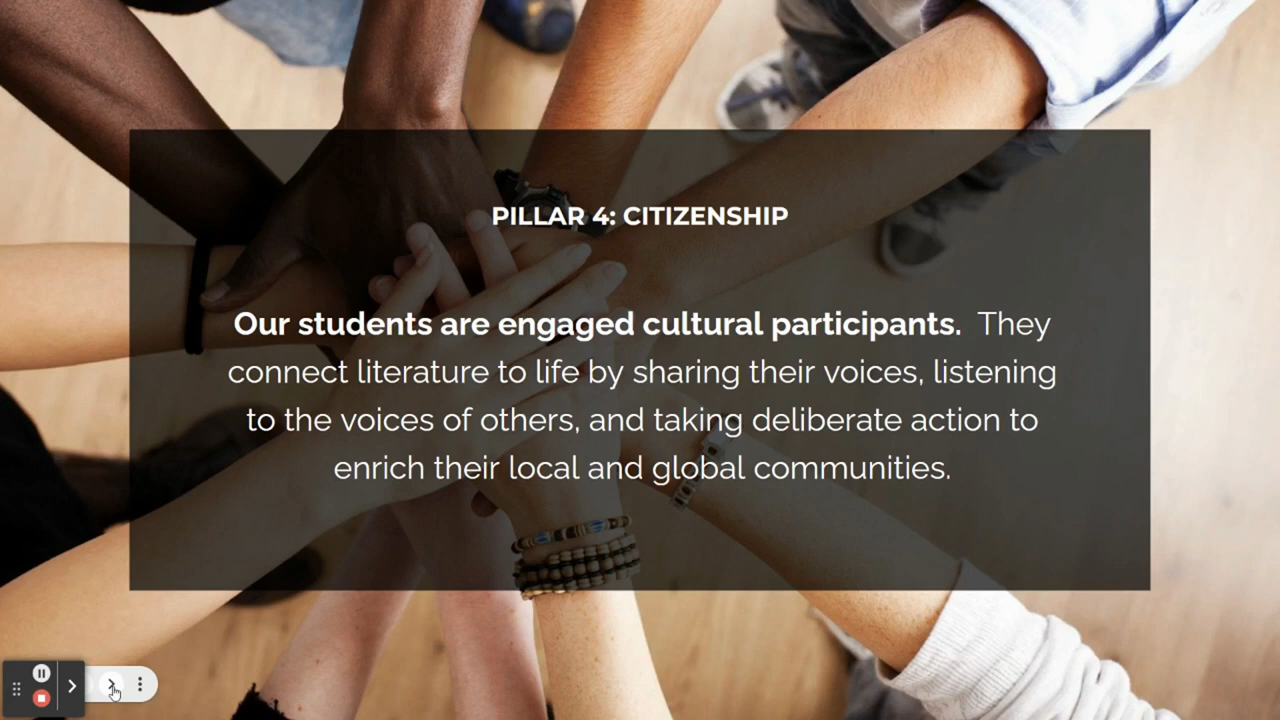 PILLAR 4: CITIZENSHIP
Our students are engaged cultural participants. They
connect literature to life by sharing their voices, listening
to the voices of others, and taking deliberate action to
enrich their local and global communities.